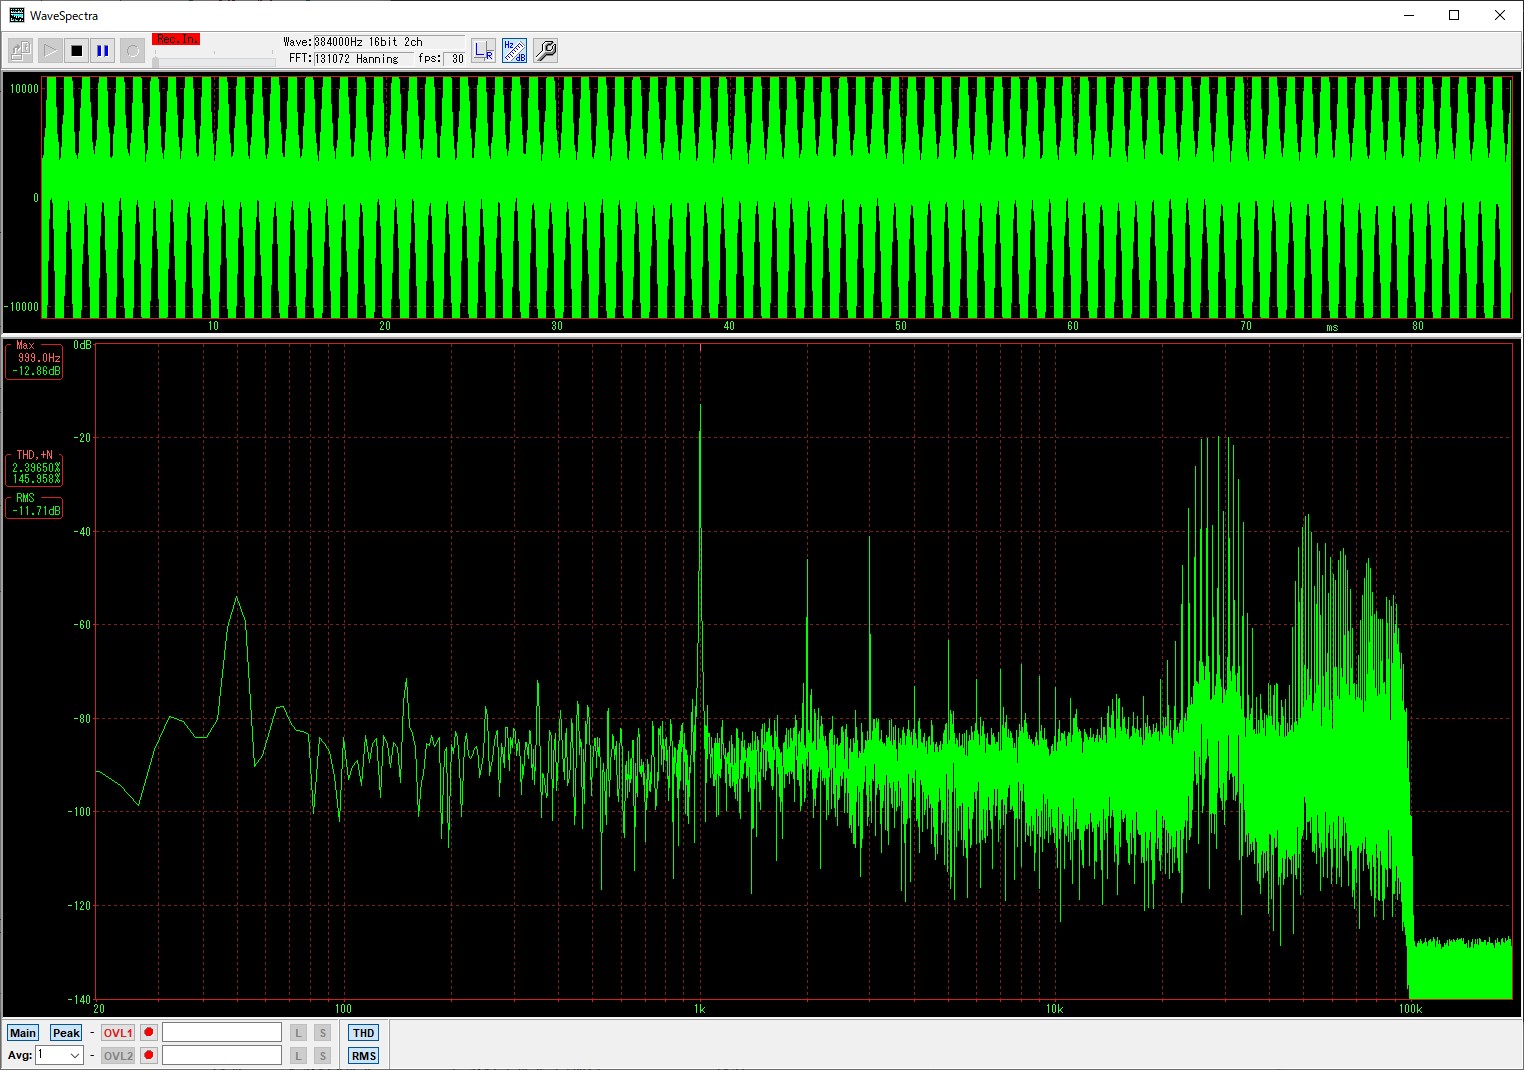 WaveSpectra
Rec.In.
Wave: 384000Hz 16bit 2ch
FFT: 131072 Hanning fps: 30
L R
Hz dB
10000
0
-10000
10 20 30 40 50 60 70 ms 80
Max
999.0Hz
-12.86dB
THD,+N
2.39650%
145.958%
RMS
-11.71dB
0dB
-20
-40
-60
-80
-100
-120
-140
20 100 1k 10k 100k
Main Peak - OVL1 L S THD
Avg: 1 - OVL2 L S RMS